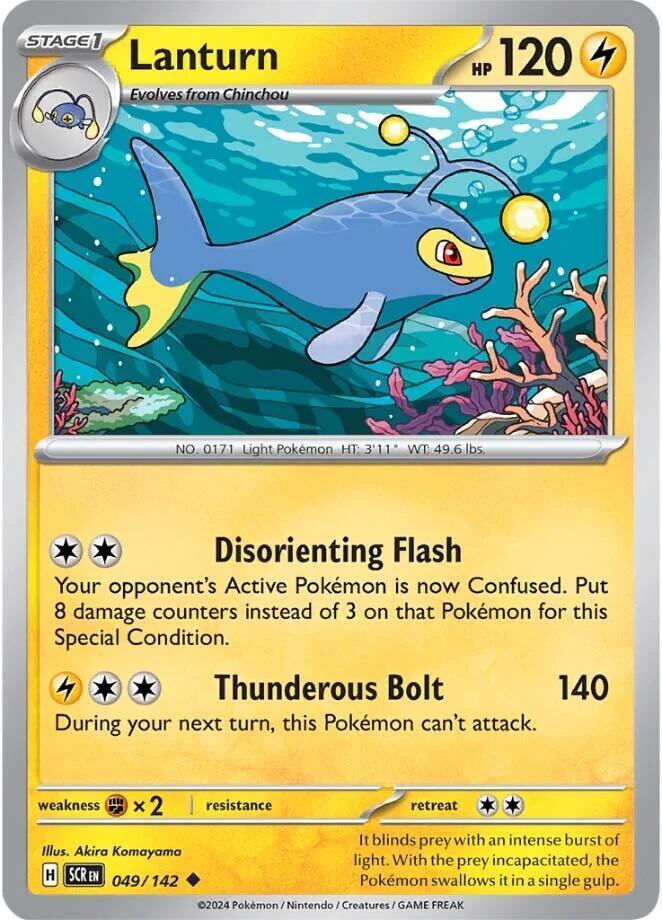 STAGE1
Lanturn
HP 120
Evolves from Chinchou
NO. 0171 Light Pokémon HT: 3'11" WT: 49.6 lbs.
Disorienting Flash
Your opponent's Active Pokémon is now Confused. Put
8 damage counters instead of 3 on that Pokémon for this
Special Condition.
Thunderous Bolt 140
During your next turn, this Pokémon can't attack.
weakness ×2 resistance retreat
Illus. Akira Komayama
H SCR EN 049/142
It blinds prey with an intense burst of
light. With the prey incapacitated, the
Pokémon swallows it in a single gulp.
©2024 Pokémon / Nintendo / Creatures / GAME FREAK